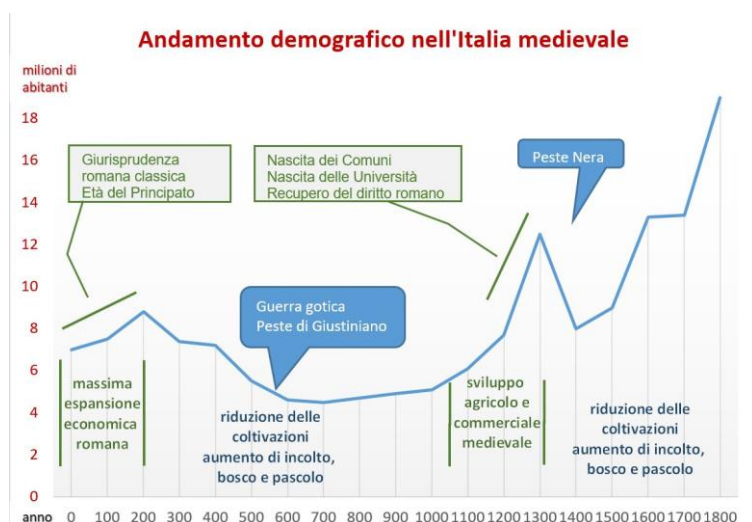 Andamento demografico nell'Italia medievale
milioni di
abitanti
18
16
14
12
10
8
6
4
2
0
Giurisprudenza
romana classica
Età del Principato
Nascita dei Comuni
Nascita delle Università
Recupero del diritto romano
Peste Nera
Guerra gotica
Peste di Giustiniano
massima
espansione
economica
romana
riduzione delle
coltivazioni
aumento di incolto,
bosco e pascolo
sviluppo
agricolo e
commerciale
medievale
riduzione delle
coltivazioni
aumento di incolto,
bosco e pascolo
anno 0 100 200 300 400 500 600 700 800 900 1000 1100 1200 1300 1400 1500 1600 1700 1800